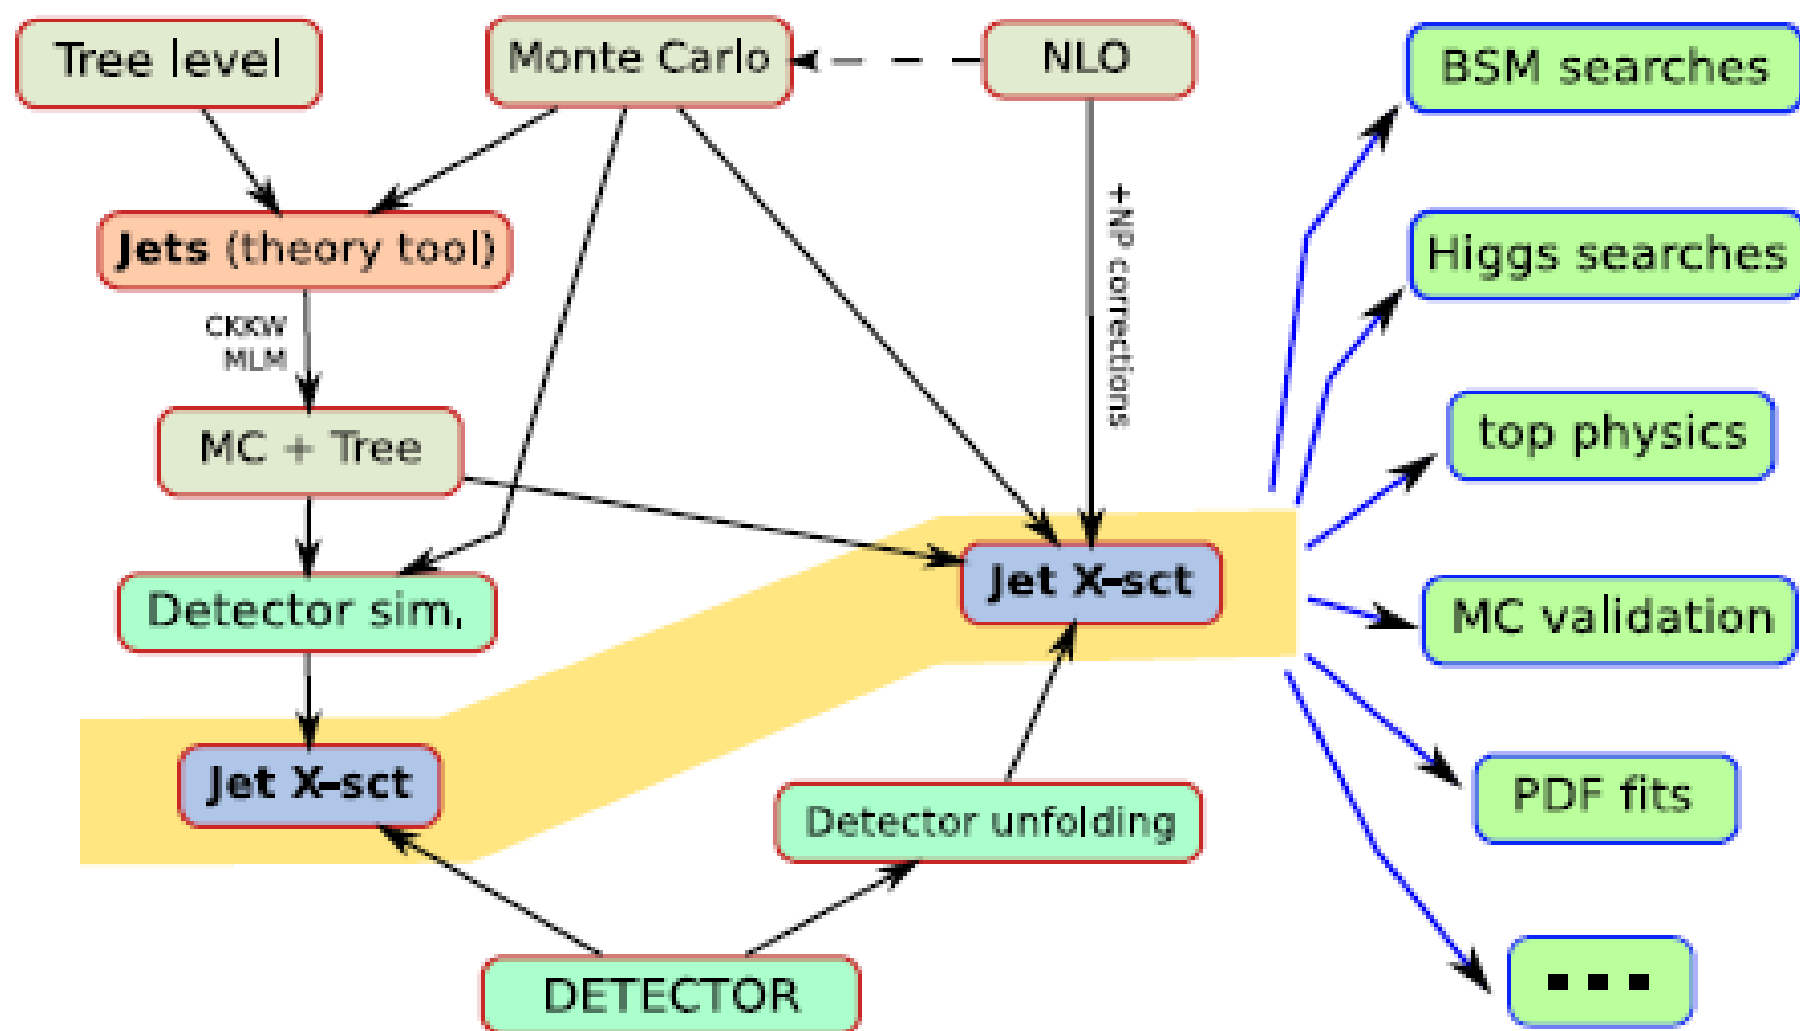 Tree level
Monte Carlo
NLO
BSM searches
+NP corrections
Jets (theory tool)
Higgs searches
CKKW
MLM
MC + Tree
top physics
Detector sim.
Jet X-sct
MC validation
Jet X-sct
Detector unfolding
PDF fits
DETECTOR
...